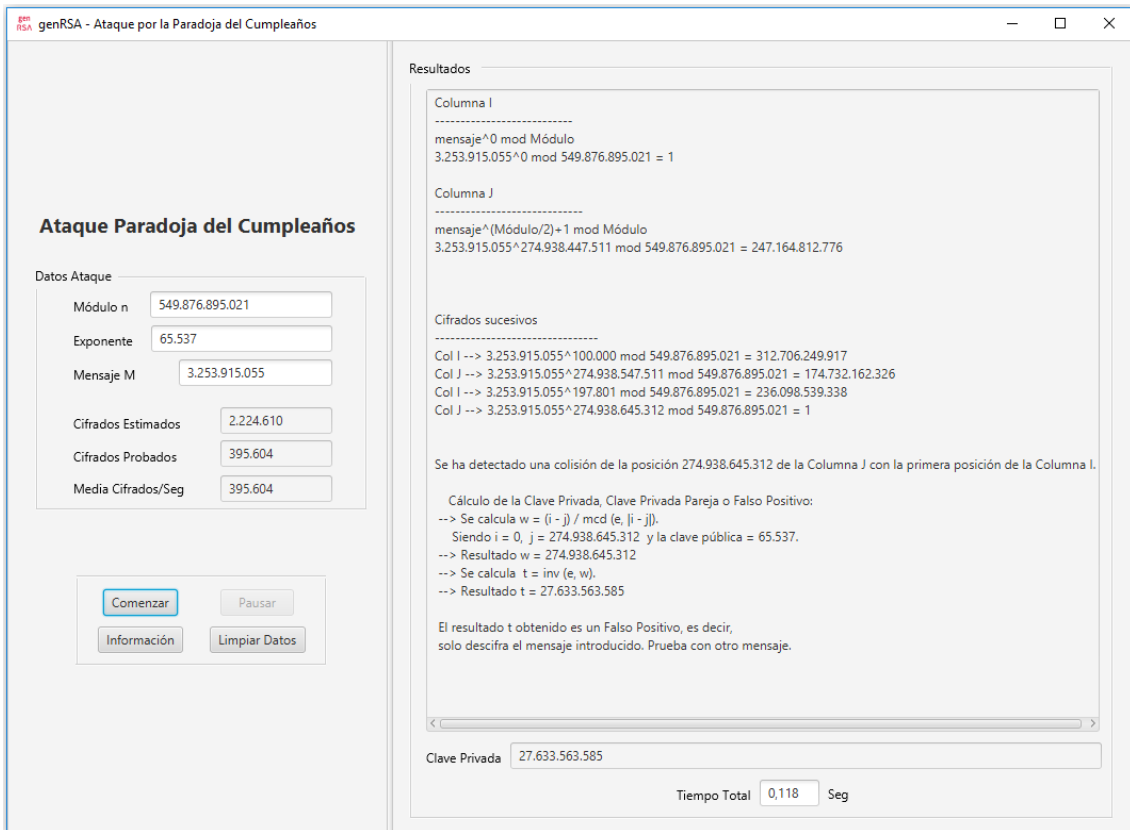 gen
RSA genRSA - Ataque por la Paradoja del Cumpleaños
Ataque Paradoja del Cumpleaños
Datos Ataque
Módulo n 549.876.895.021
Exponente 65.537
Mensaje M 3.253.915.055
Cifrados Estimados 2.224.610
Cifrados Probados 395.604
Media Cifrados/Seg 395.604
Comenzar Pausar
Información Limpiar Datos
Resultados
Columna I
---------------------------
mensaje^0 mod Módulo
3.253.915.055^0 mod 549.876.895.021 = 1
Columna J
-----------------------------
mensaje^(Módulo/2)+1 mod Módulo
3.253.915.055^274.938.447.511 mod 549.876.895.021 = 247.164.812.776
Cifrados sucesivos
--------------------------------
Col I --> 3.253.915.055^100.000 mod 549.876.895.021 = 312.706.249.917
Col J --> 3.253.915.055^274.938.547.511 mod 549.876.895.021 = 174.732.162.326
Col I --> 3.253.915.055^197.801 mod 549.876.895.021 = 236.098.539.338
Col J --> 3.253.915.055^274.938.645.312 mod 549.876.895.021 = 1
Se ha detectado una colisión de la posición 274.938.645.312 de la Columna J con la primera posición de la Columna I.
Cálculo de la Clave Privada, Clave Privada Pareja o Falso Positivo:
--> Se calcula w = (i - j) / mcd (e, |i - j|).
Siendo i = 0, j = 274.938.645.312 y la clave pública = 65.537.
--> Resultado w = 274.938.645.312
--> Se calcula t = inv (e, w).
--> Resultado t = 27.633.563.585
El resultado t obtenido es un Falso Positivo, es decir,
solo descifra el mensaje introducido. Prueba con otro mensaje.
Clave Privada 27.633.563.585
Tiempo Total 0,118 Seg